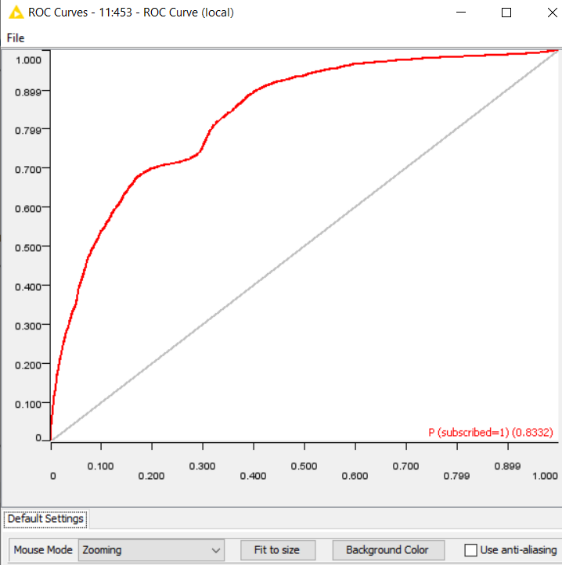 ROC Curves - 11:453 - ROC Curve (local)
File
1.000
0.899
0.799
0.700
0.600
0.500
0.400
0.300
0.200
0.100
0
P (subscribed=1) (0.8332)
0.100 0.300 0.500 0.700 0.899
0 0.200 0.400 0.600 0.799 1.000
Default Settings
Mouse Mode Zooming Fit to size Background Color Use anti-aliasing